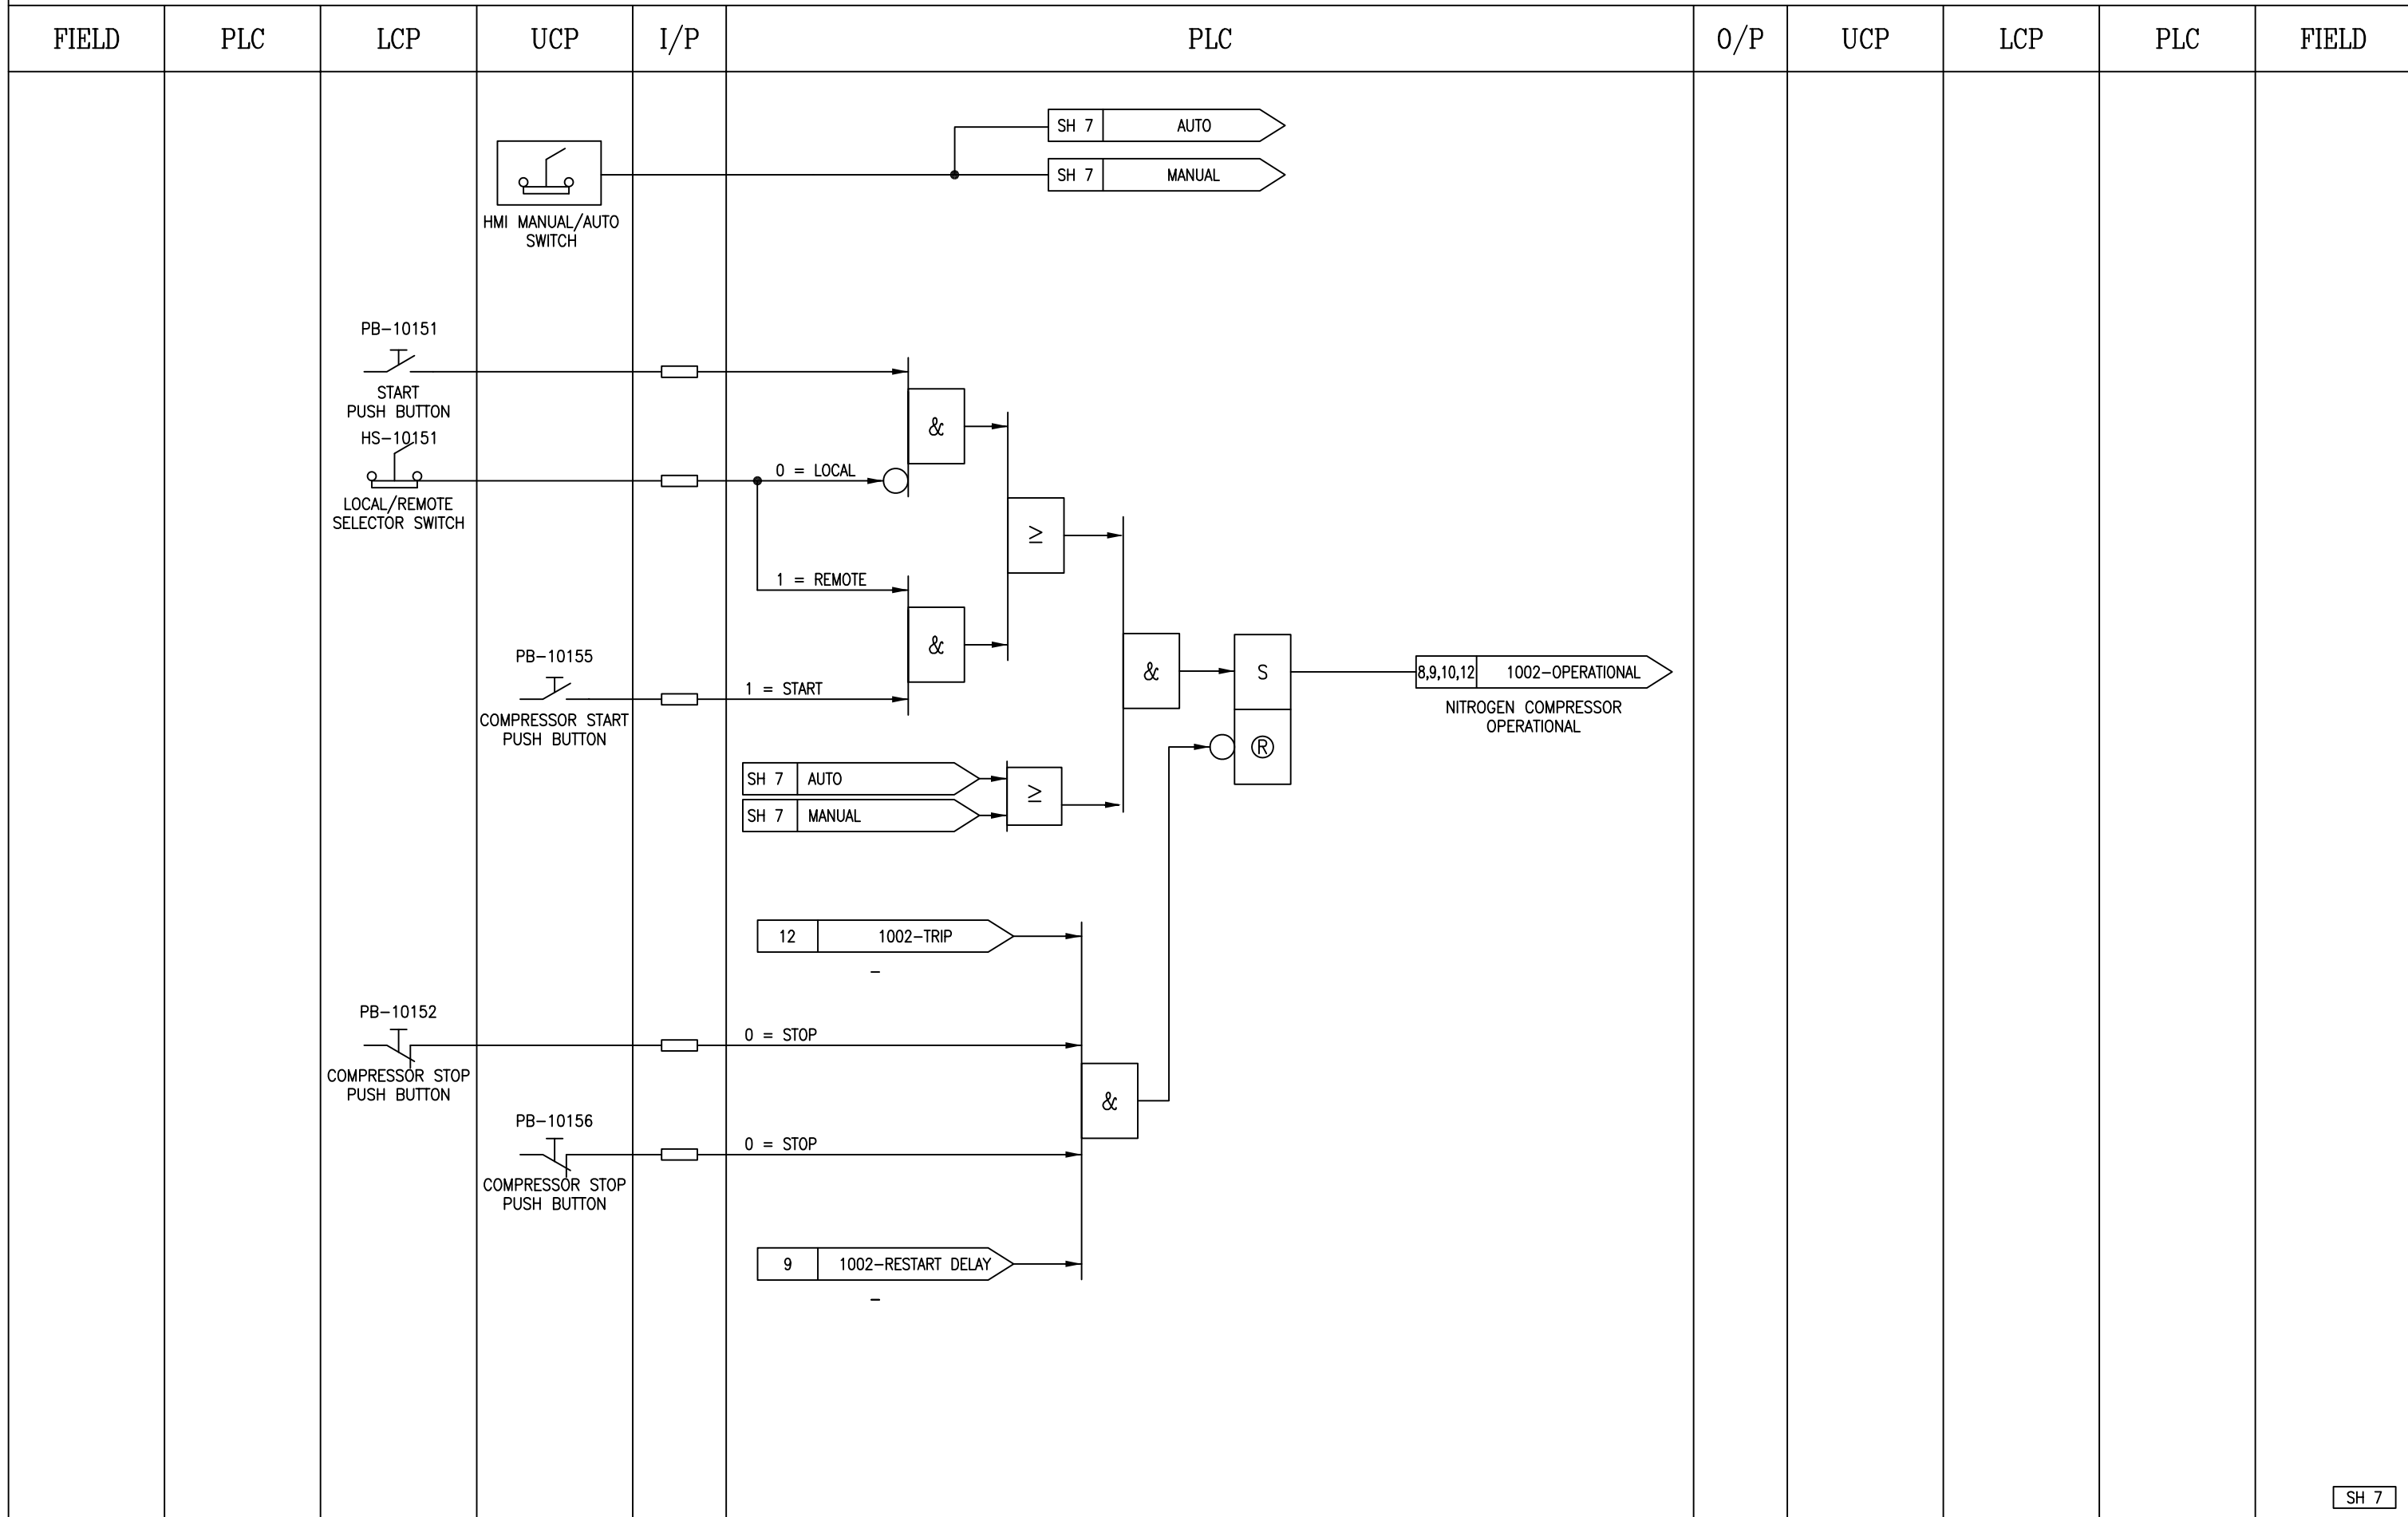 FIELD
PLC
LCP
UCP
I/P
PLC
O/P
UCP
LCP
PLC
FIELD
SH 7 AUTO
SH 7 MANUAL
HMI MANUAL/AUTO
SWITCH
PB-10151
START
PUSH BUTTON
HS-10151
LOCAL/REMOTE
SELECTOR SWITCH
&
0 = LOCAL
≥
1 = REMOTE
&
PB-10155
COMPRESSOR START
PUSH BUTTON
1 = START
&
S
®
8,9,10,12 1002-OPERATIONAL
NITROGEN COMPRESSOR
OPERATIONAL
SH 7 AUTO
SH 7 MANUAL
≥
12 1002-TRIP
-
PB-10152
COMPRESSOR STOP
PUSH BUTTON
0 = STOP
&
PB-10156
COMPRESSOR STOP
PUSH BUTTON
0 = STOP
9 1002-RESTART DELAY
-
SH 7